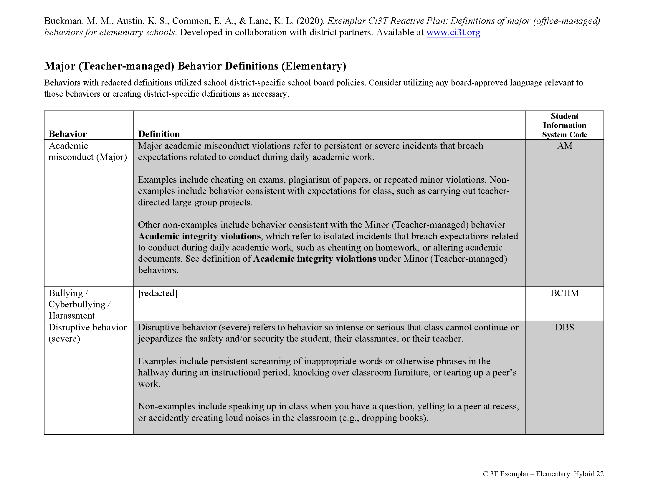 Buckman, M. M., Austin, K. S., Common, E. A., & Lane, K. L. (2020). Exemplar Ci3T Reactive Plan: Definitions of major (office-managed)
behaviors for elementary schools. Developed in collaboration with district partners. Available at www.ci3t.org
Major (Teacher-managed) Behavior Definitions (Elementary)
Behaviors with redacted definitions utilized school district-specific school board policies. Consider utilizing any board-approved language relevant to
those behaviors or creating district-specific definitions as necessary.
Behavior
Definition
Student
Information
System Code
Academic
misconduct (Major)
Major academic misconduct violations refer to persistent or severe incidents that breach
expectations related to conduct during daily academic work.
Examples include cheating on exams, plagiarism of papers, or repeated minor violations. Non-
examples include behavior consistent with expectations for class, such as carrying out teacher-
directed large group projects.
Other non-examples include behavior consistent with the Minor (Teacher-managed) behavior
Academic integrity violations, which refer to isolated incidents that breach expectations related
to conduct during daily academic work, such as cheating on homework, or altering academic
documents. See definition of Academic integrity violations under Minor (Teacher-managed)
behaviors.
AM
Bullying /
Cyberbullying /
Harassment
[redacted]
BCHM
Disruptive behavior
(severe)
Disruptive behavior (severe) refers to behavior so intense or serious that class cannot continue or
jeopardizes the safety and/or security the student, their classmates, or their teacher.
Examples include persistent screaming of inappropriate words or otherwise phrases in the
hallway during an instructional period, knocking over classroom furniture, or tearing up a peer's
work.
Non-examples include speaking up in class when you have a question, yelling to a peer at recess,
or accidently creating loud noises in the classroom (e.g., dropping books).
DBS
Ci3T Exemplar – Elementary: Hybrid 22